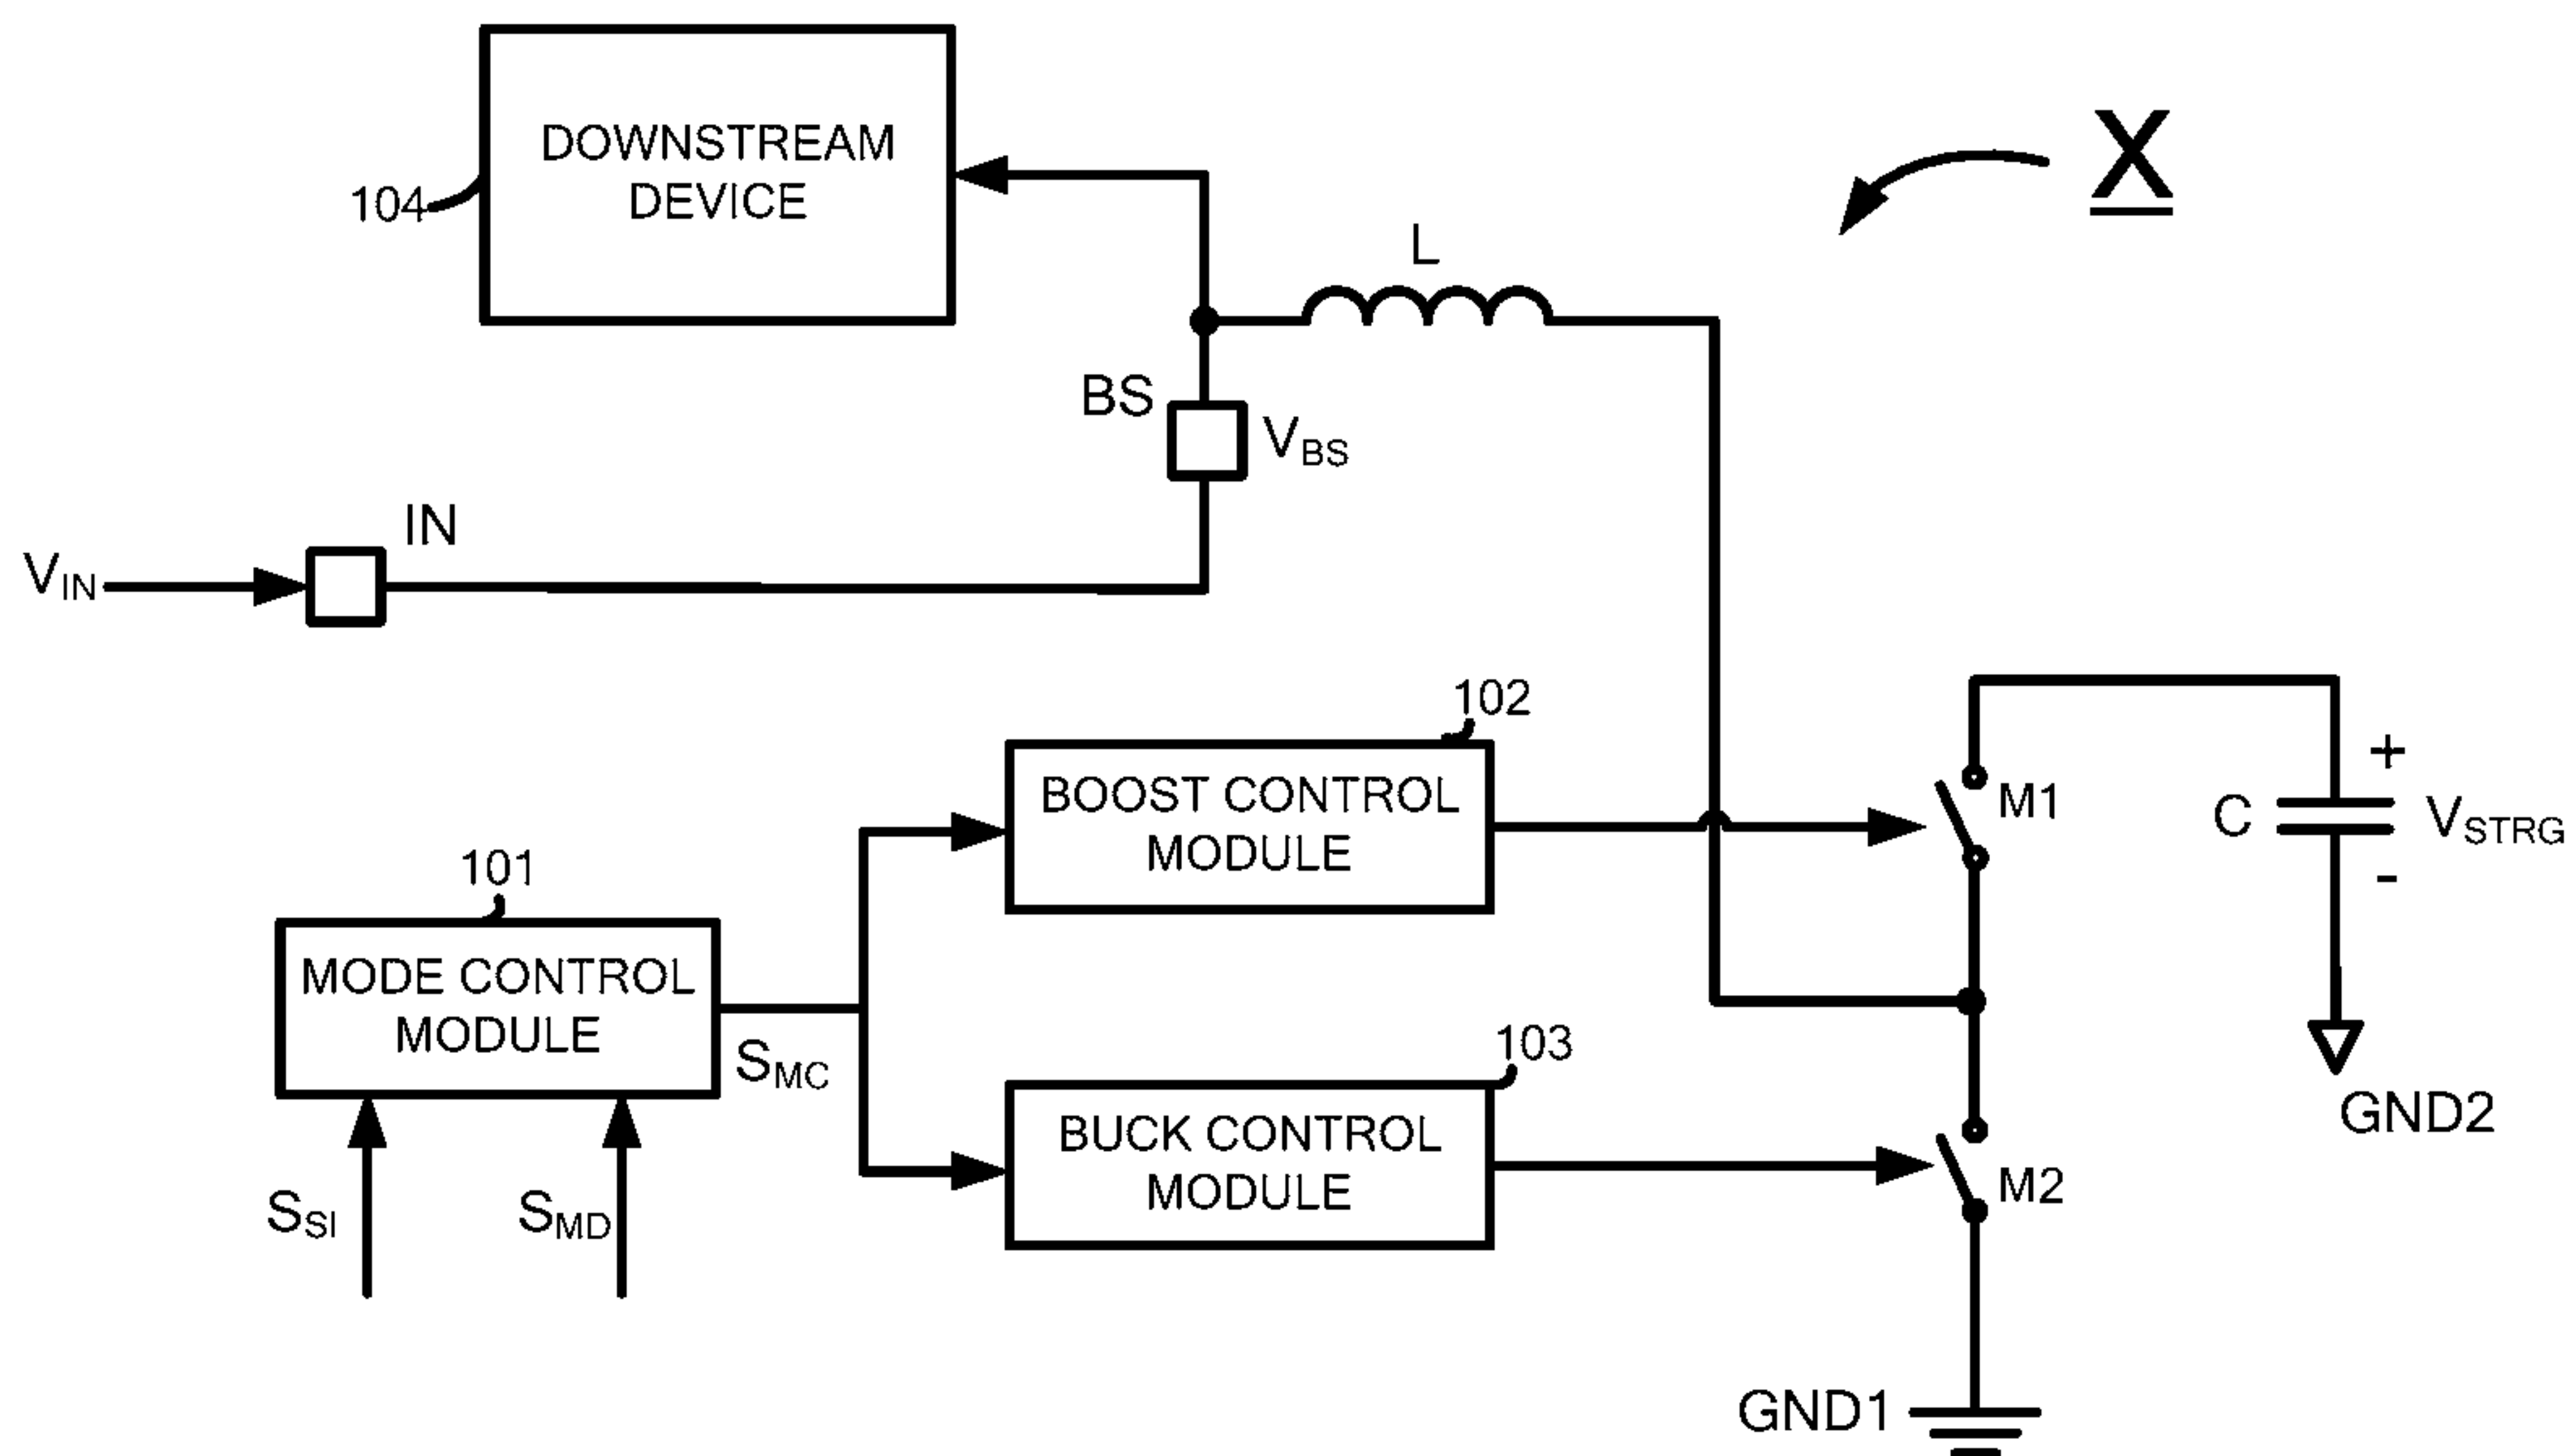 DOWNSTREAM
DEVICE
104
X
L
BS
VBS
IN
VIN
102
BOOST CONTROL
MODULE
M1
+
C
VSTRG
-
101
MODE CONTROL
MODULE
SMC
103
BUCK CONTROL
MODULE
M2
GND2
SSI
SMD
GND1